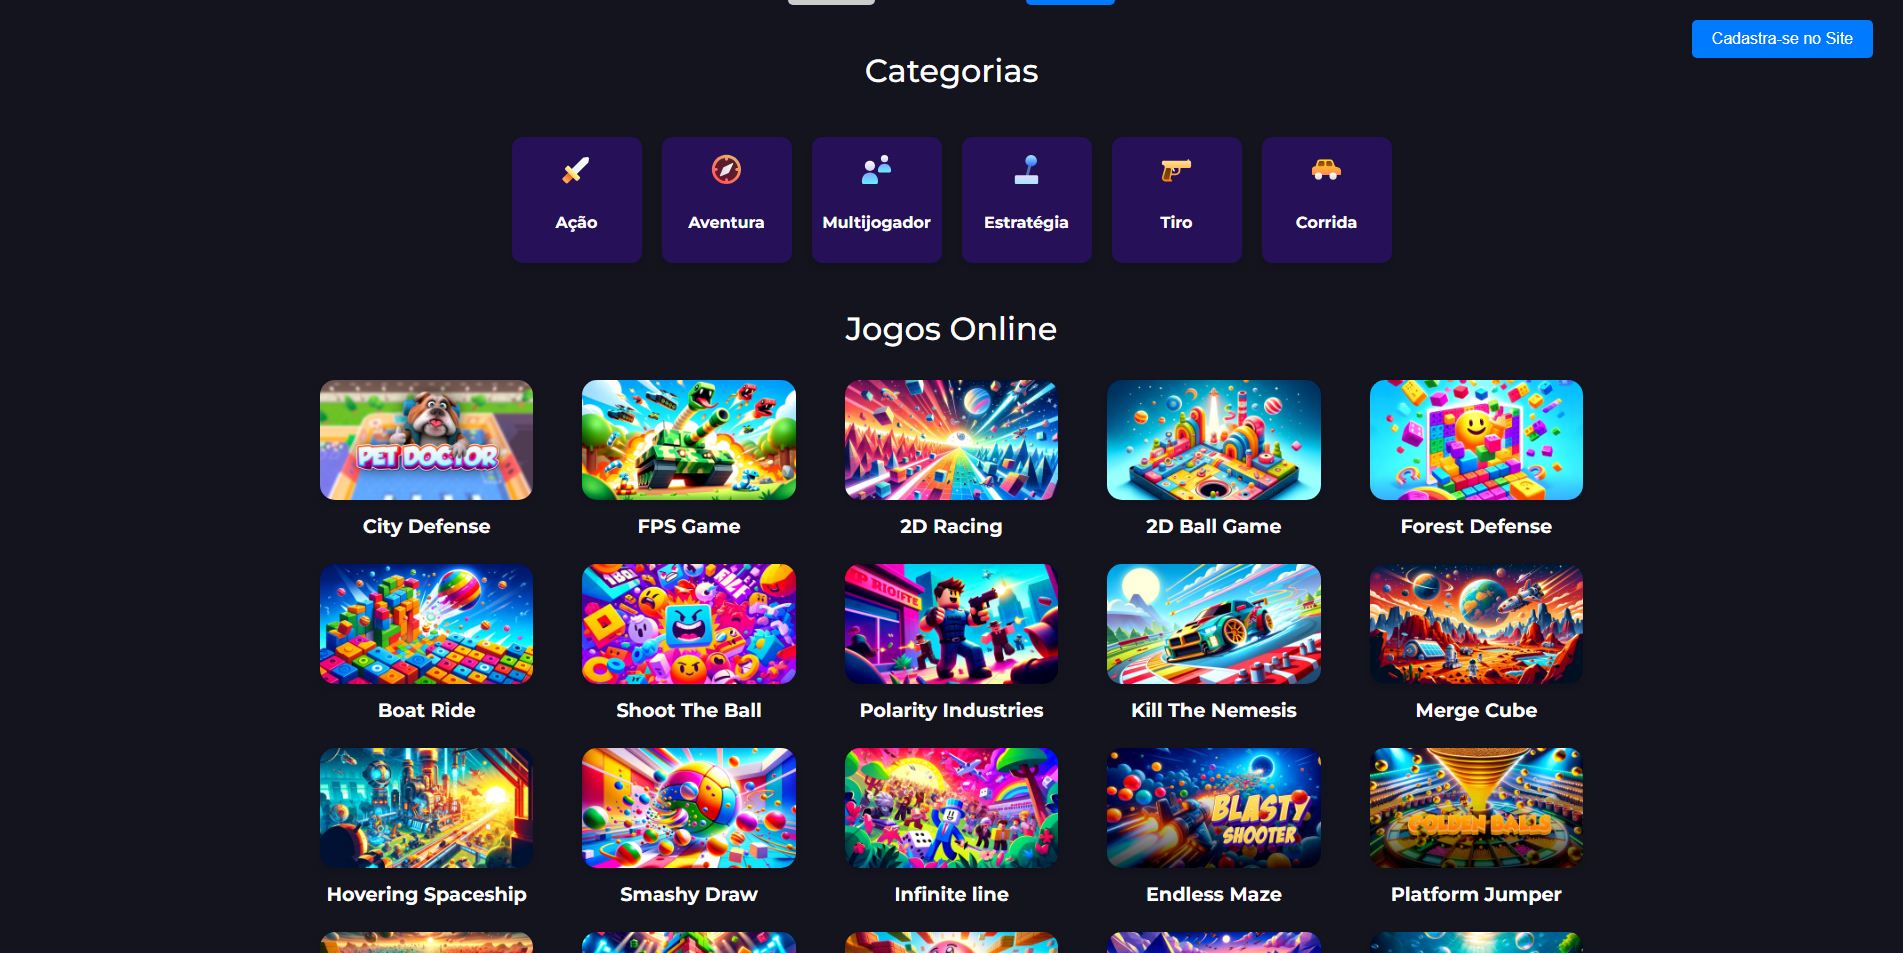 Cadastra-se no Site
Categorias
Ação
Aventura
Multijogador
Estratégia
Tiro
Corrida
Jogos Online
PET DOCTOR
City Defense
FPS Game
2D Racing
2D Ball Game
Forest Defense
Boat Ride
Shoot The Ball
Polarity Industries
Kill The Nemesis
Merge Cube
BLASTY
SHOOTER
GOLDEN BALLS
Hovering Spaceship
Smashy Draw
Infinite line
Endless Maze
Platform Jumper